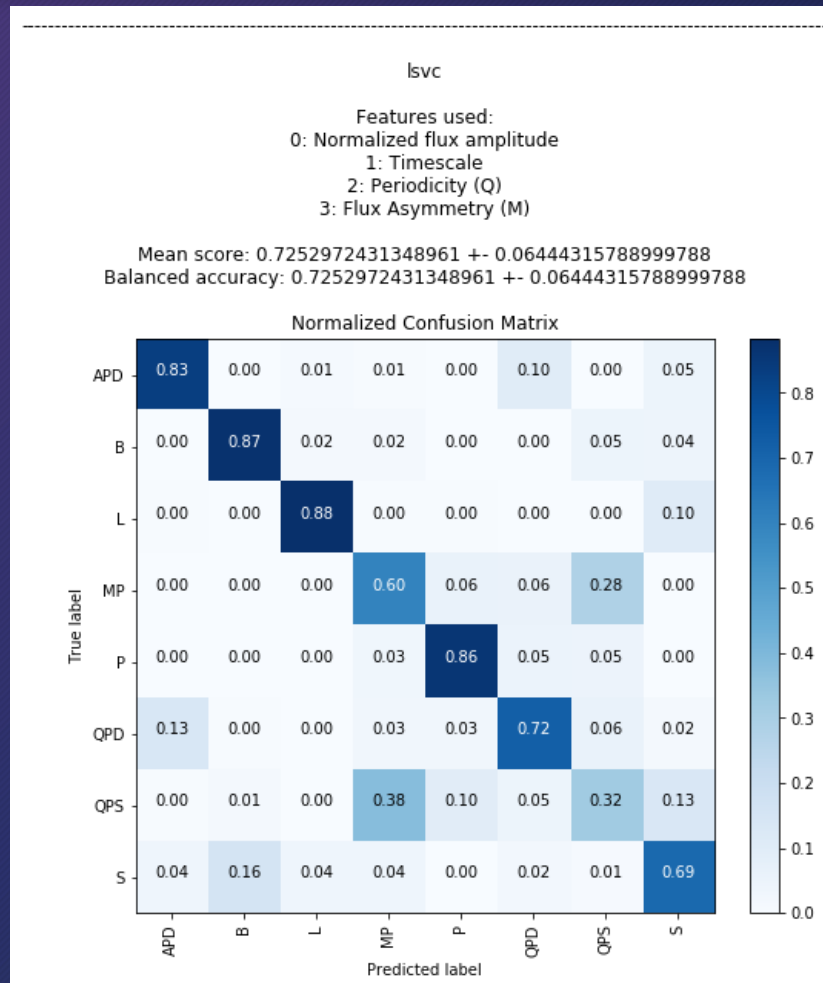 lsvc
Features used:
0: Normalized flux amplitude
1: Timescale
2: Periodicity (Q)
3: Flux Asymmetry (M)
Mean score: 0.7252972431348961 +- 0.06444315788999788
Balanced accuracy: 0.7252972431348961 +- 0.06444315788999788
Normalized Confusion Matrix
APD 0.83 0.00 0.01 0.01 0.00 0.10 0.00 0.05
B 0.00 0.87 0.02 0.02 0.00 0.00 0.05 0.04
L 0.00 0.00 0.88 0.00 0.00 0.00 0.00 0.10
MP 0.00 0.00 0.00 0.60 0.06 0.06 0.28 0.00
P 0.00 0.00 0.00 0.03 0.86 0.05 0.05 0.00
QPD 0.13 0.00 0.00 0.03 0.03 0.72 0.06 0.02
QPS 0.00 0.01 0.00 0.38 0.10 0.05 0.32 0.13
S 0.04 0.16 0.04 0.04 0.00 0.02 0.01 0.69
APD B L MP P QPD QPS S
True label
Predicted label
0.8
0.7
0.6
0.5
0.4
0.3
0.2
0.1
0.0